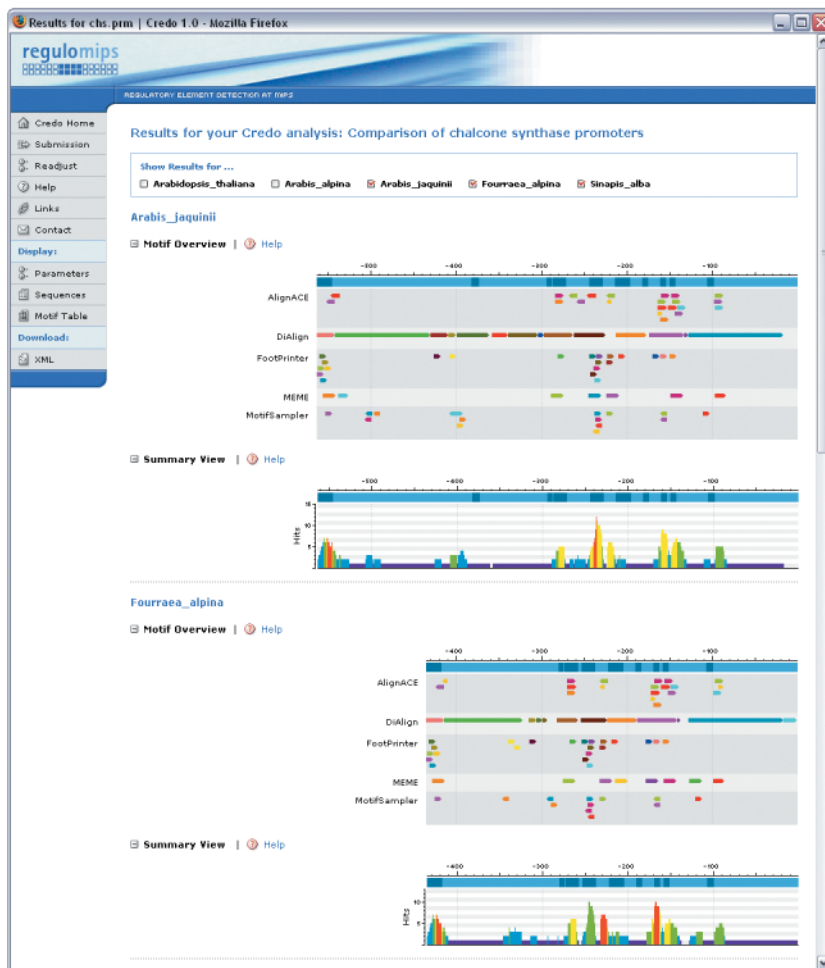 Results for chs.prm | Credo 1.0 - Mozilla Firefox
regulomips
REGULATORY ELEMENT DETECTION AT MIPS
Credo Home
Submission
Readjust
Help
Links
Contact
Display:
Parameters
Sequences
Motif Table
Download:
XML
Results for your Credo analysis: Comparison of chalcone synthase promoters
Show Results for ...
Arabidopsis_thaliana Arabis_alpina Arabis_jaquinii Fourraea_alpina Sinapis_alba
Arabis_jaquinii
Motif Overview | Help
-500 -400 -300 -200 -100
AlignACE
DiAlign
FootPrinter
MEME
MotifSampler
Summary View | Help
-500 -400 -300 -200 -100
15
10
5
Hits
Fourraea_alpina
Motif Overview | Help
-400 -300 -200 -100
AlignACE
DiAlign
FootPrinter
MEME
MotifSampler
Summary View | Help
-400 -300 -200 -100
10
5
Hits